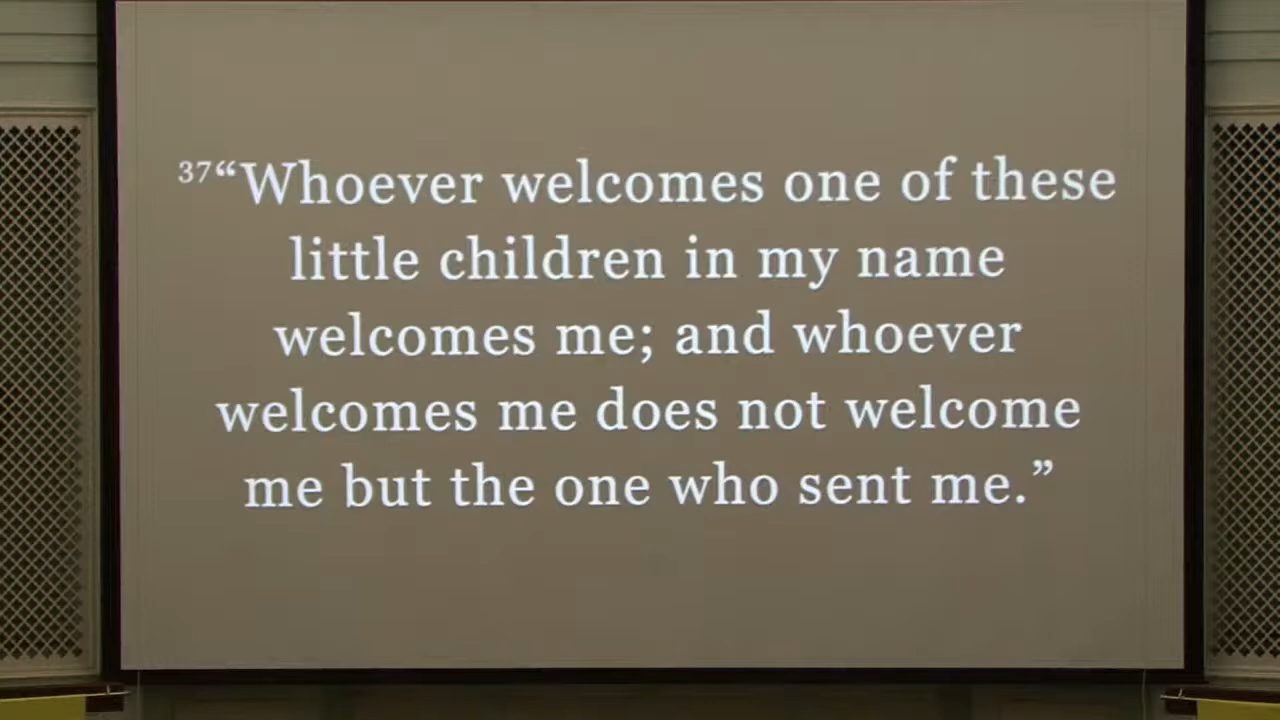 37“Whoever welcomes one of these
little children in my name
welcomes me; and whoever
welcomes me does not welcome
me but the one who sent me.”